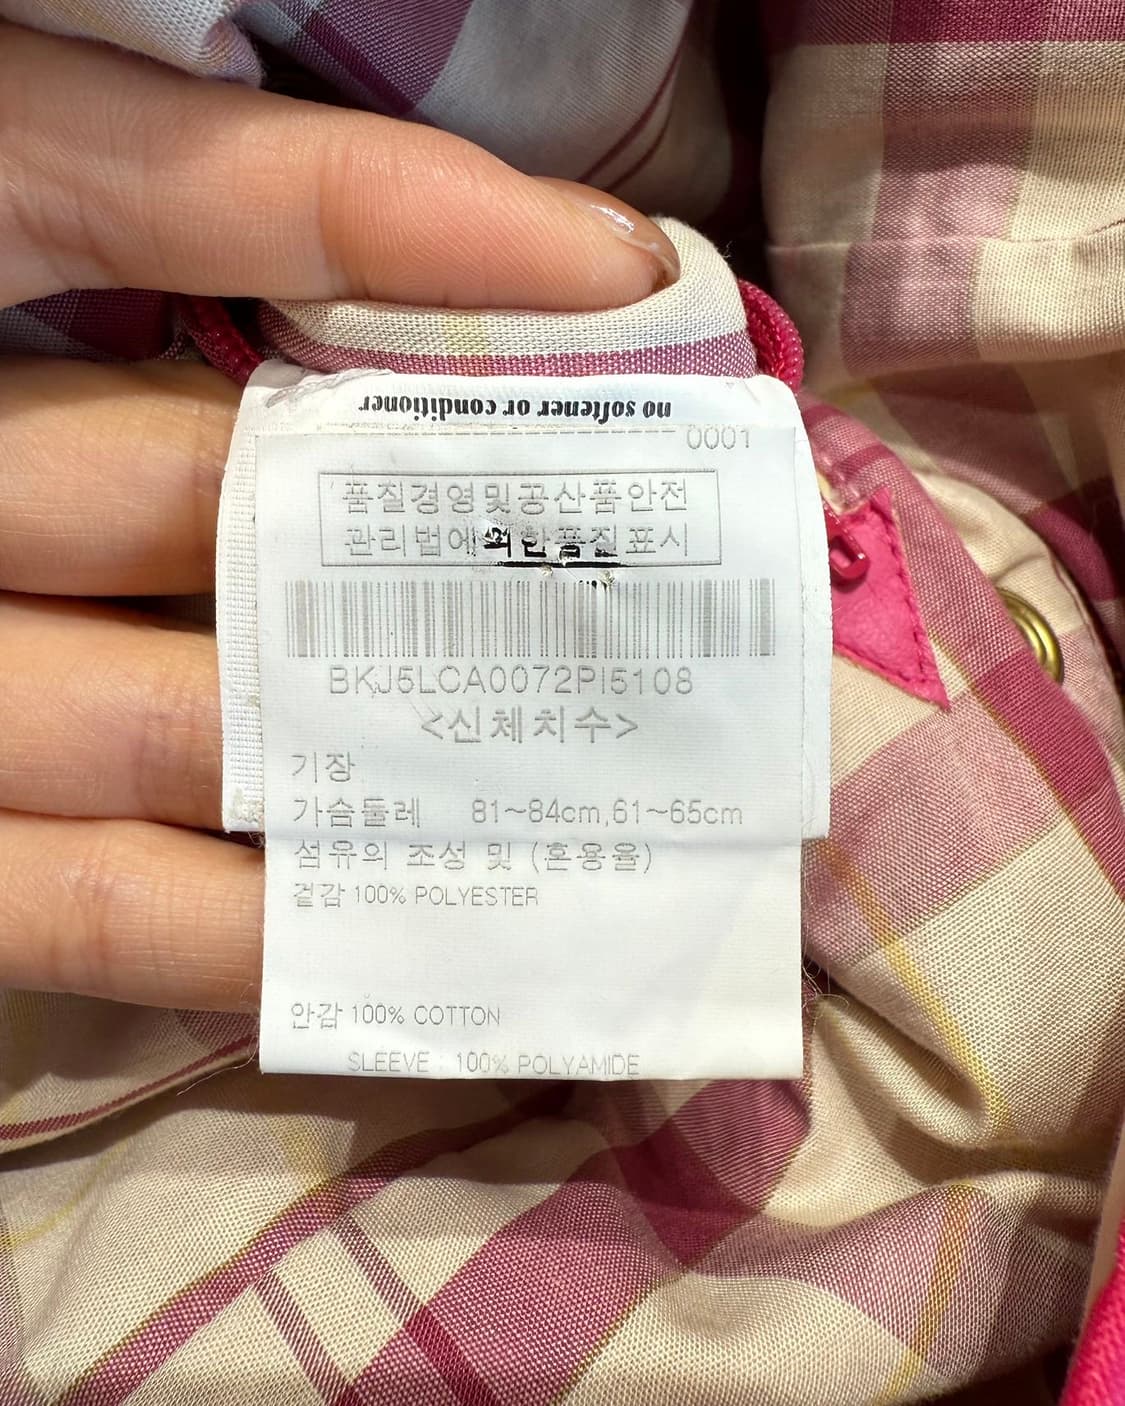 no softener or conditioner
0001
품질경영및공산품안전
관리법에의한품질표시
BKJ5LCA0072PI5108
<신체치수>
기장
가슴둘레 81~84cm,61~65cm
섬유의 조성 및 (혼용율)
겉감 100% POLYESTER
안감 100% COTTON
SLEEVE : 100% POLYAMIDE